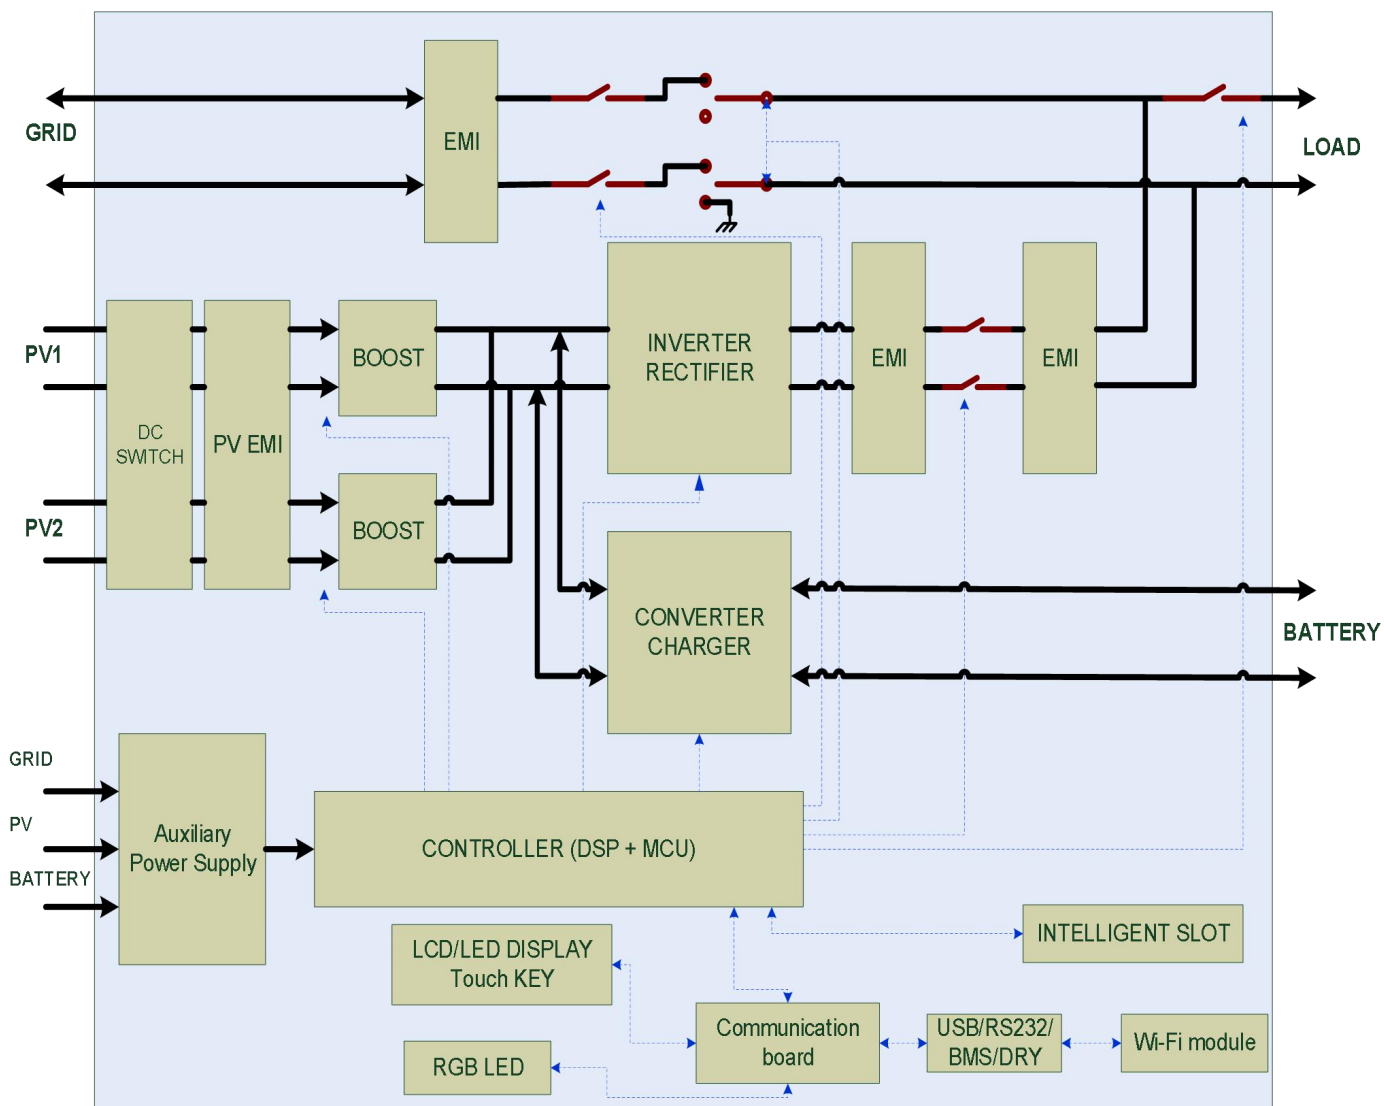 GRID
EMI
LOAD
PV1
DC
SWITCH
PV EMI
BOOST
INVERTER
RECTIFIER
EMI
EMI
PV2
BOOST
CONVERTER
CHARGER
BATTERY
GRID
PV
BATTERY
Auxiliary
Power Supply
CONTROLLER (DSP + MCU)
LCD/LED DISPLAY
Touch KEY
INTELLIGENT SLOT
RGB LED
Communication
board
USB/RS232/
BMS/DRY
Wi-Fi module